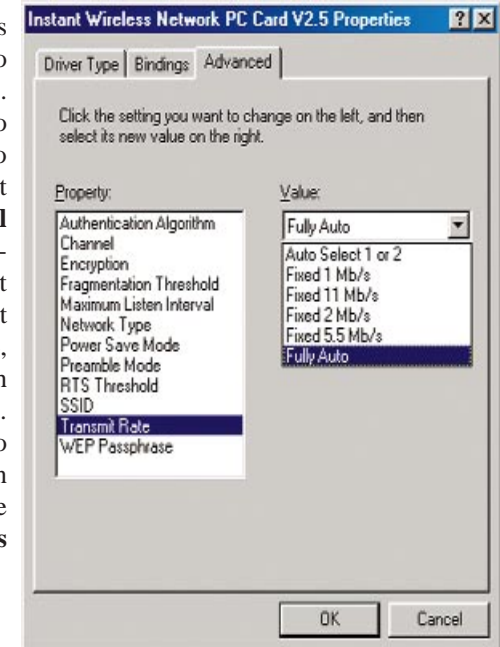 Instant Wireless Network PC Card V2.5 Properties
Driver Type Bindings Advanced
Click the setting you want to change on the left, and then
select its new value on the right.
Property:
Authentication Algorithm
Channel
Encryption
Fragmentation Threshold
Maximum Listen Interval
Network Type
Power Save Mode
Preamble Mode
RTS Threshold
SSID
Transmit Rate
WEP Passphrase
Value:
Fully Auto
Auto Select 1 or 2
Fixed 1 Mb/s
Fixed 11 Mb/s
Fixed 2 Mb/s
Fixed 5.5 Mb/s
Fully Auto
OK Cancel